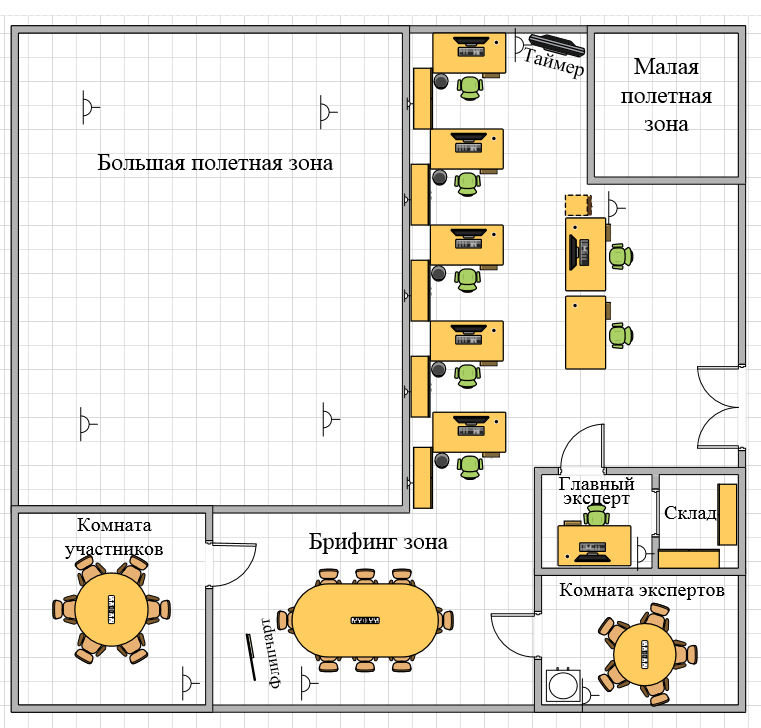 Таймер
Малая
полетная
зона
Большая полетная зона
Главный
эксперт
Склад
Комната
участников
Брифинг зона
Комната экспертов
Флипчарт